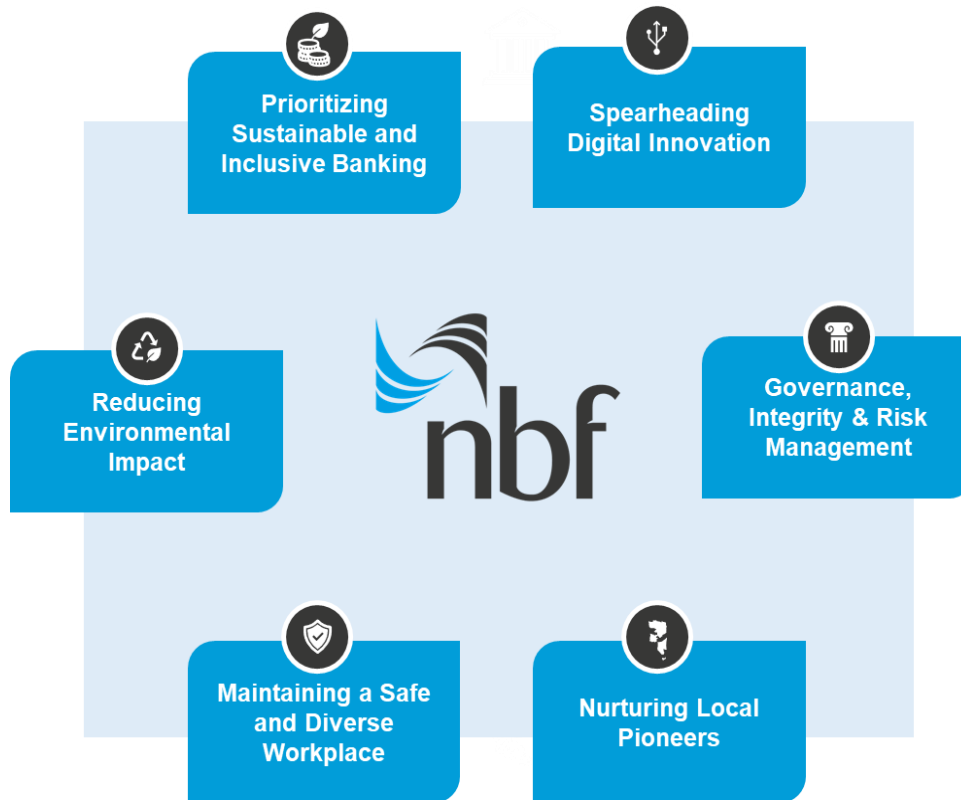 Prioritizing
Sustainable and
Inclusive Banking
Spearheading
Digital Innovation
Reducing
Environmental
Impact
nbf
Governance,
Integrity & Risk
Management
Maintaining a Safe
and Diverse
Workplace
Nurturing Local
Pioneers